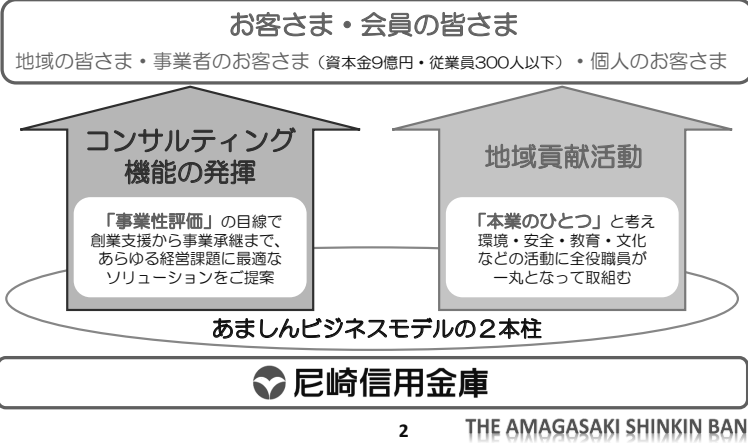 お客さま・会員の皆さま
地域の皆さま・事業者のお客さま（資本金9億円・従業員300人以下）・個人のお客さま
コンサルティング
機能の発揮
「事業性評価」の目線で
創業支援から事業承継まで、
あらゆる経営課題に最適な
ソリューションをご提案
地域貢献活動
「本業のひとつ」と考え
環境・安全・教育・文化
などの活動に全役職員が
一丸となって取組む
あましんビジネスモデルの２本柱
尼崎信用金庫
2
THE AMAGASAKI SHINKIN BAN